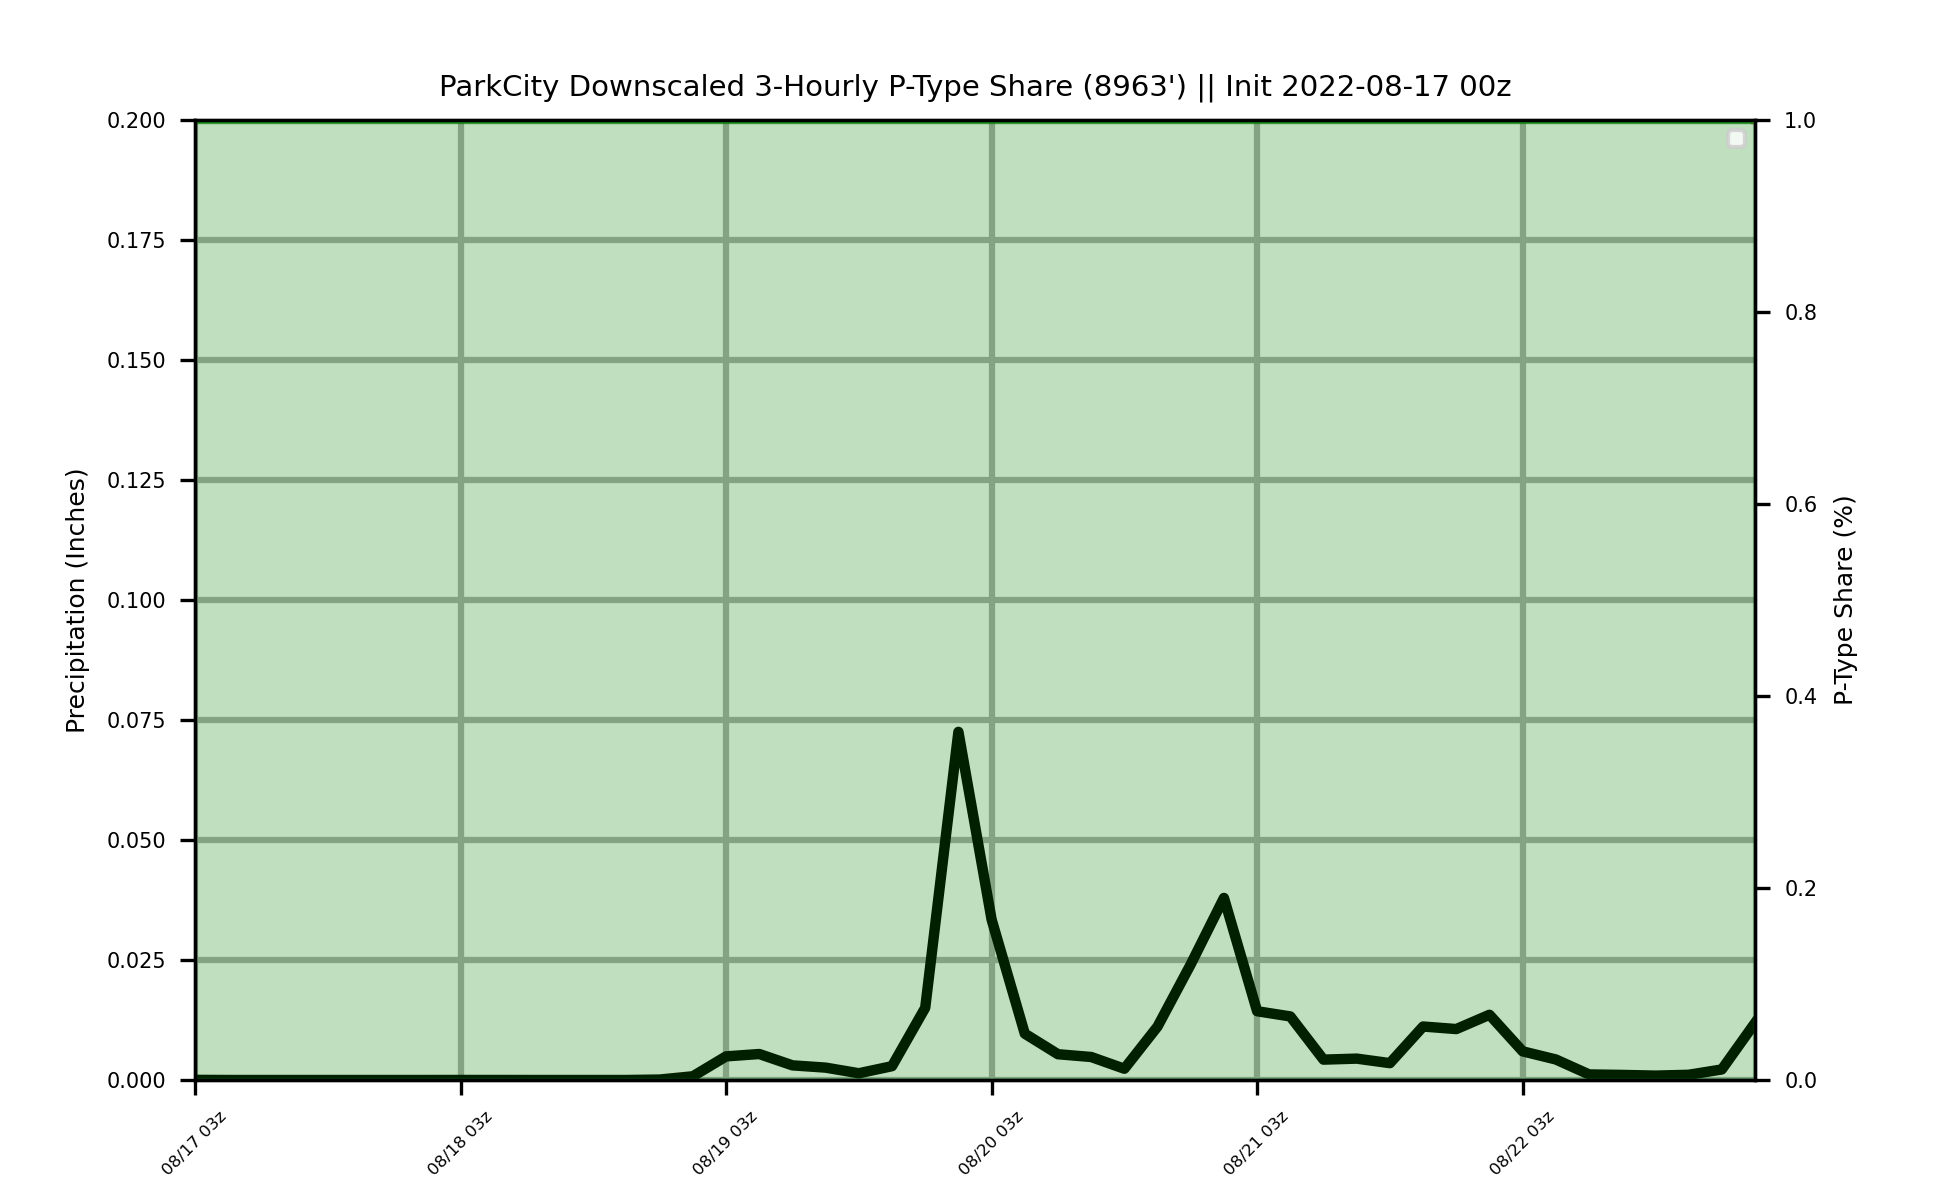 ParkCity Downscaled 3-Hourly P-Type Share (8963') || Init 2022-08-17 00z
0.200
0.175
0.150
0.125
0.100
0.075
0.050
0.025
0.000
Precipitation (Inches)
1.0
0.8
0.6
0.4
0.2
0.0
P-Type Share (%)
08/17 03z
08/18 03z
08/19 03z
08/20 03z
08/21 03z
08/22 03z